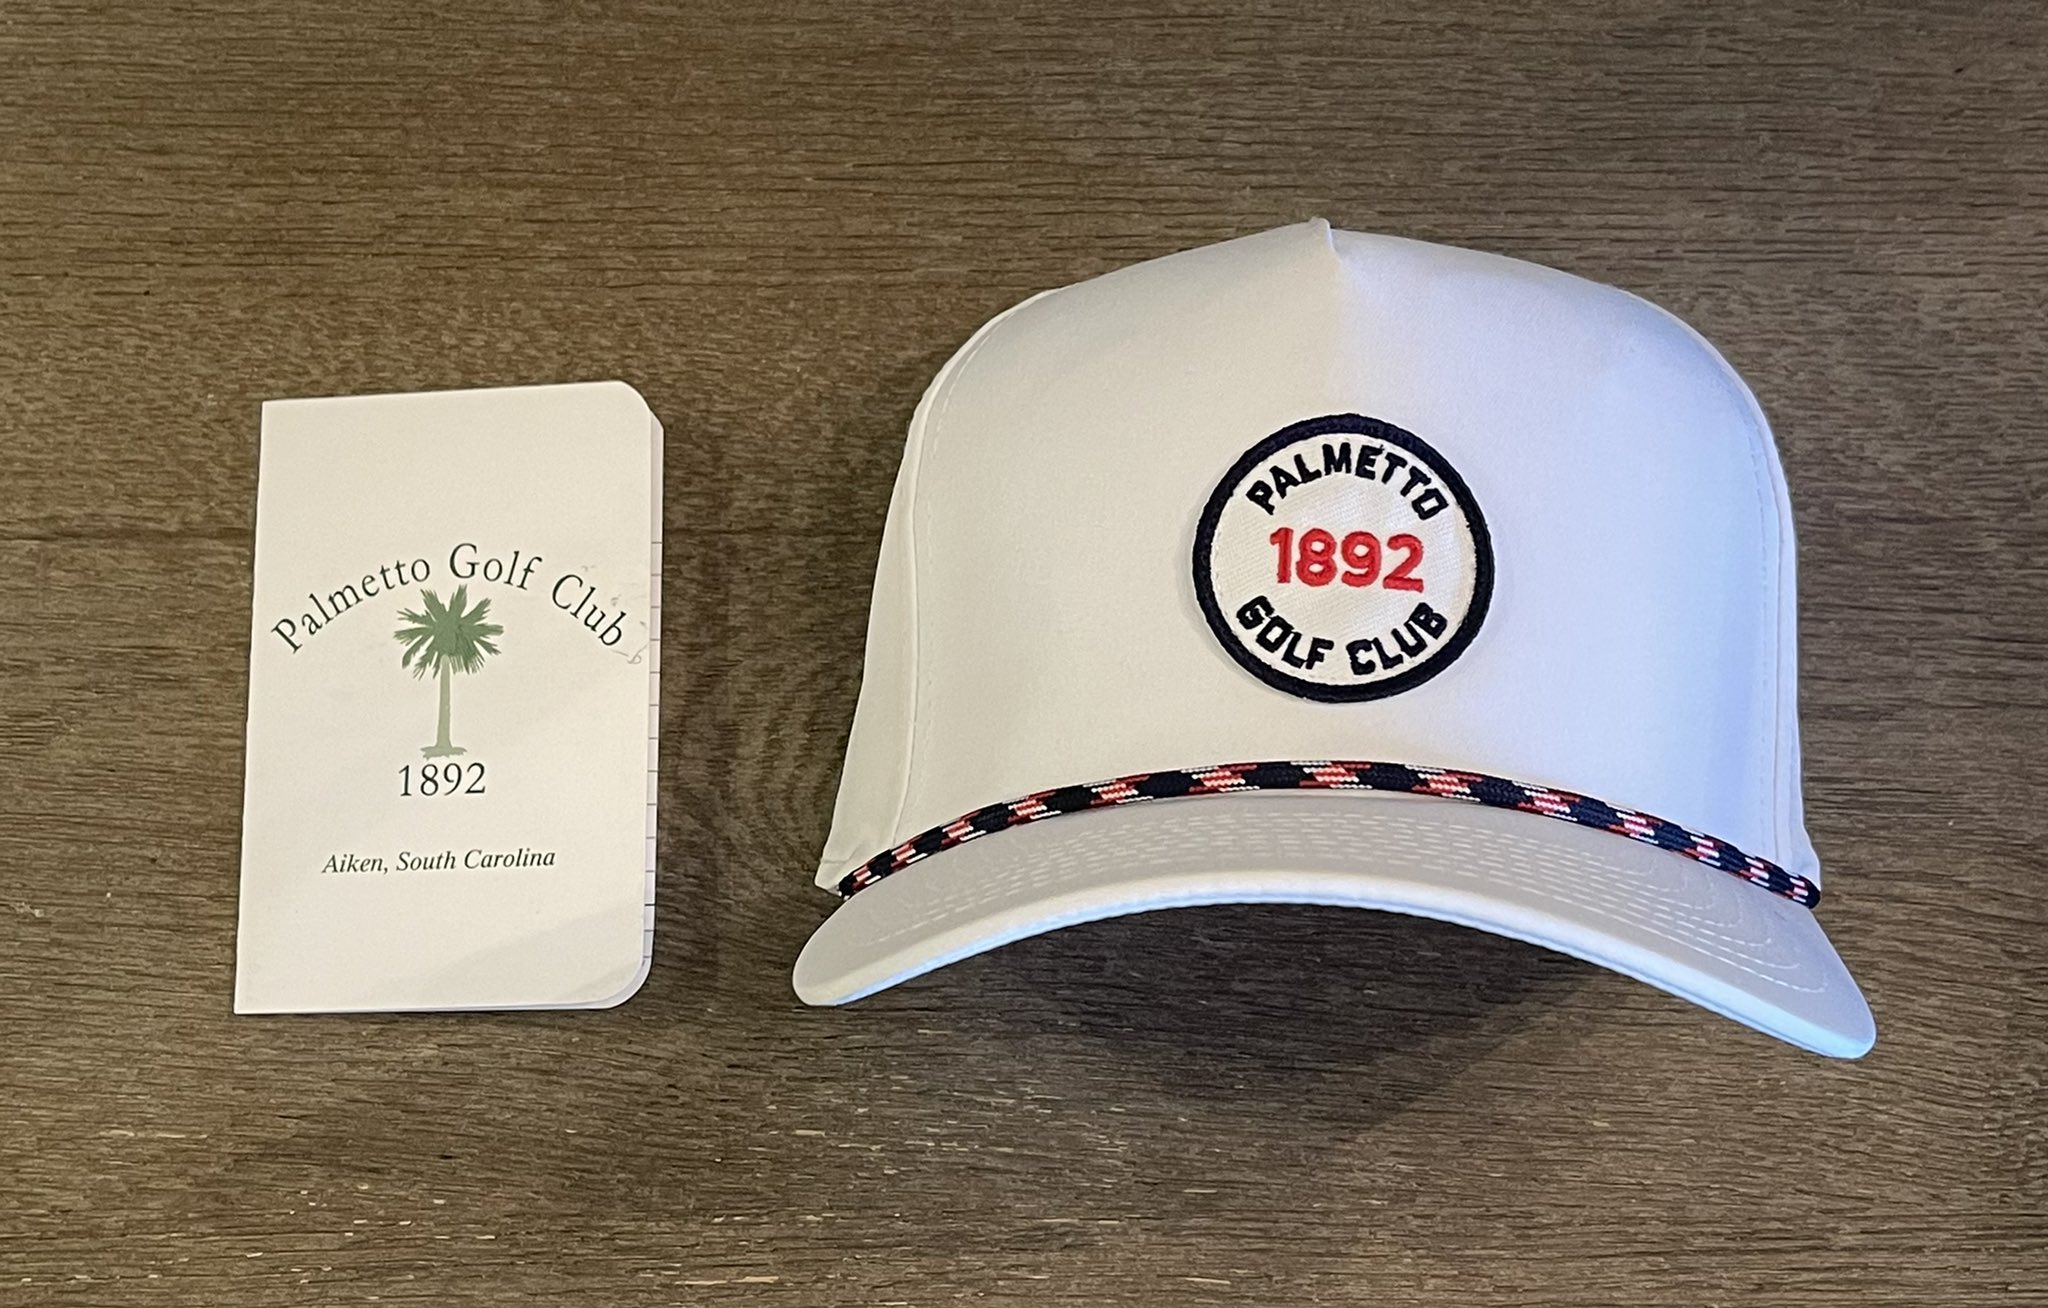 Palmetto Golf Club
1892
Aiken, South Carolina
PALMETTO
1892
GOLF CLUB